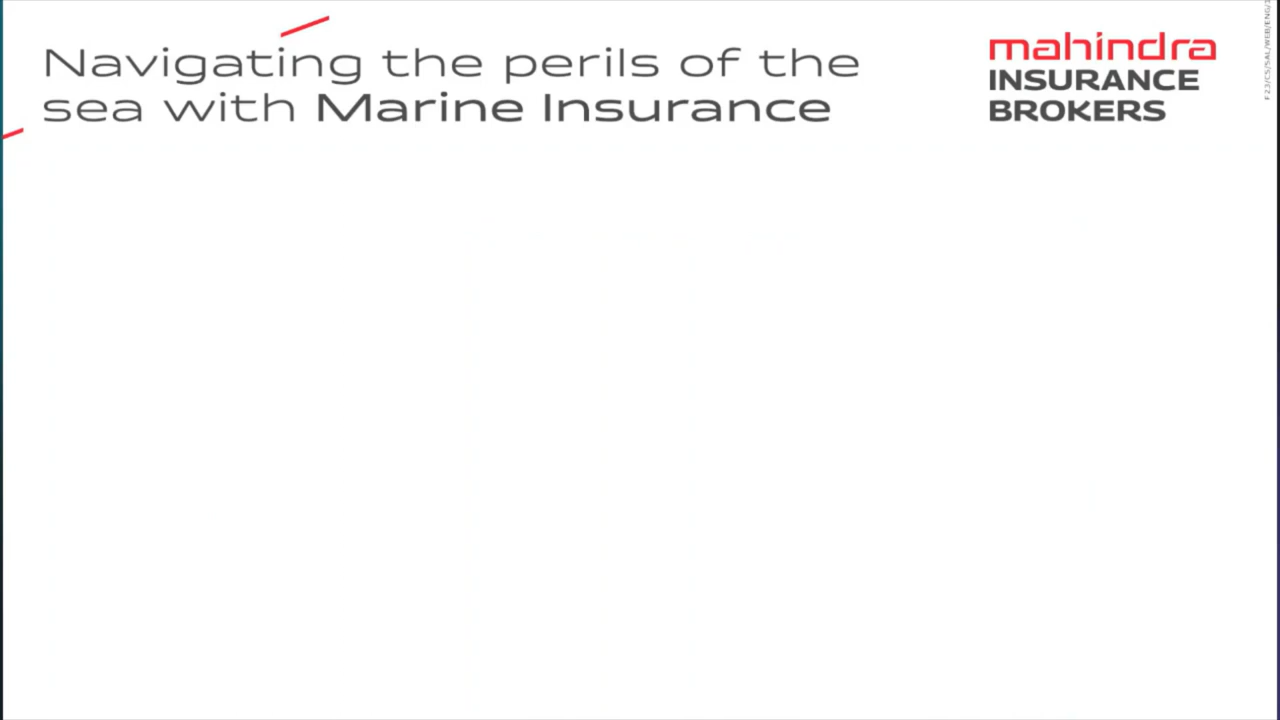 Navigating the perils of the
sea with Marine Insurance
mahindra
INSURANCE
BROKERS